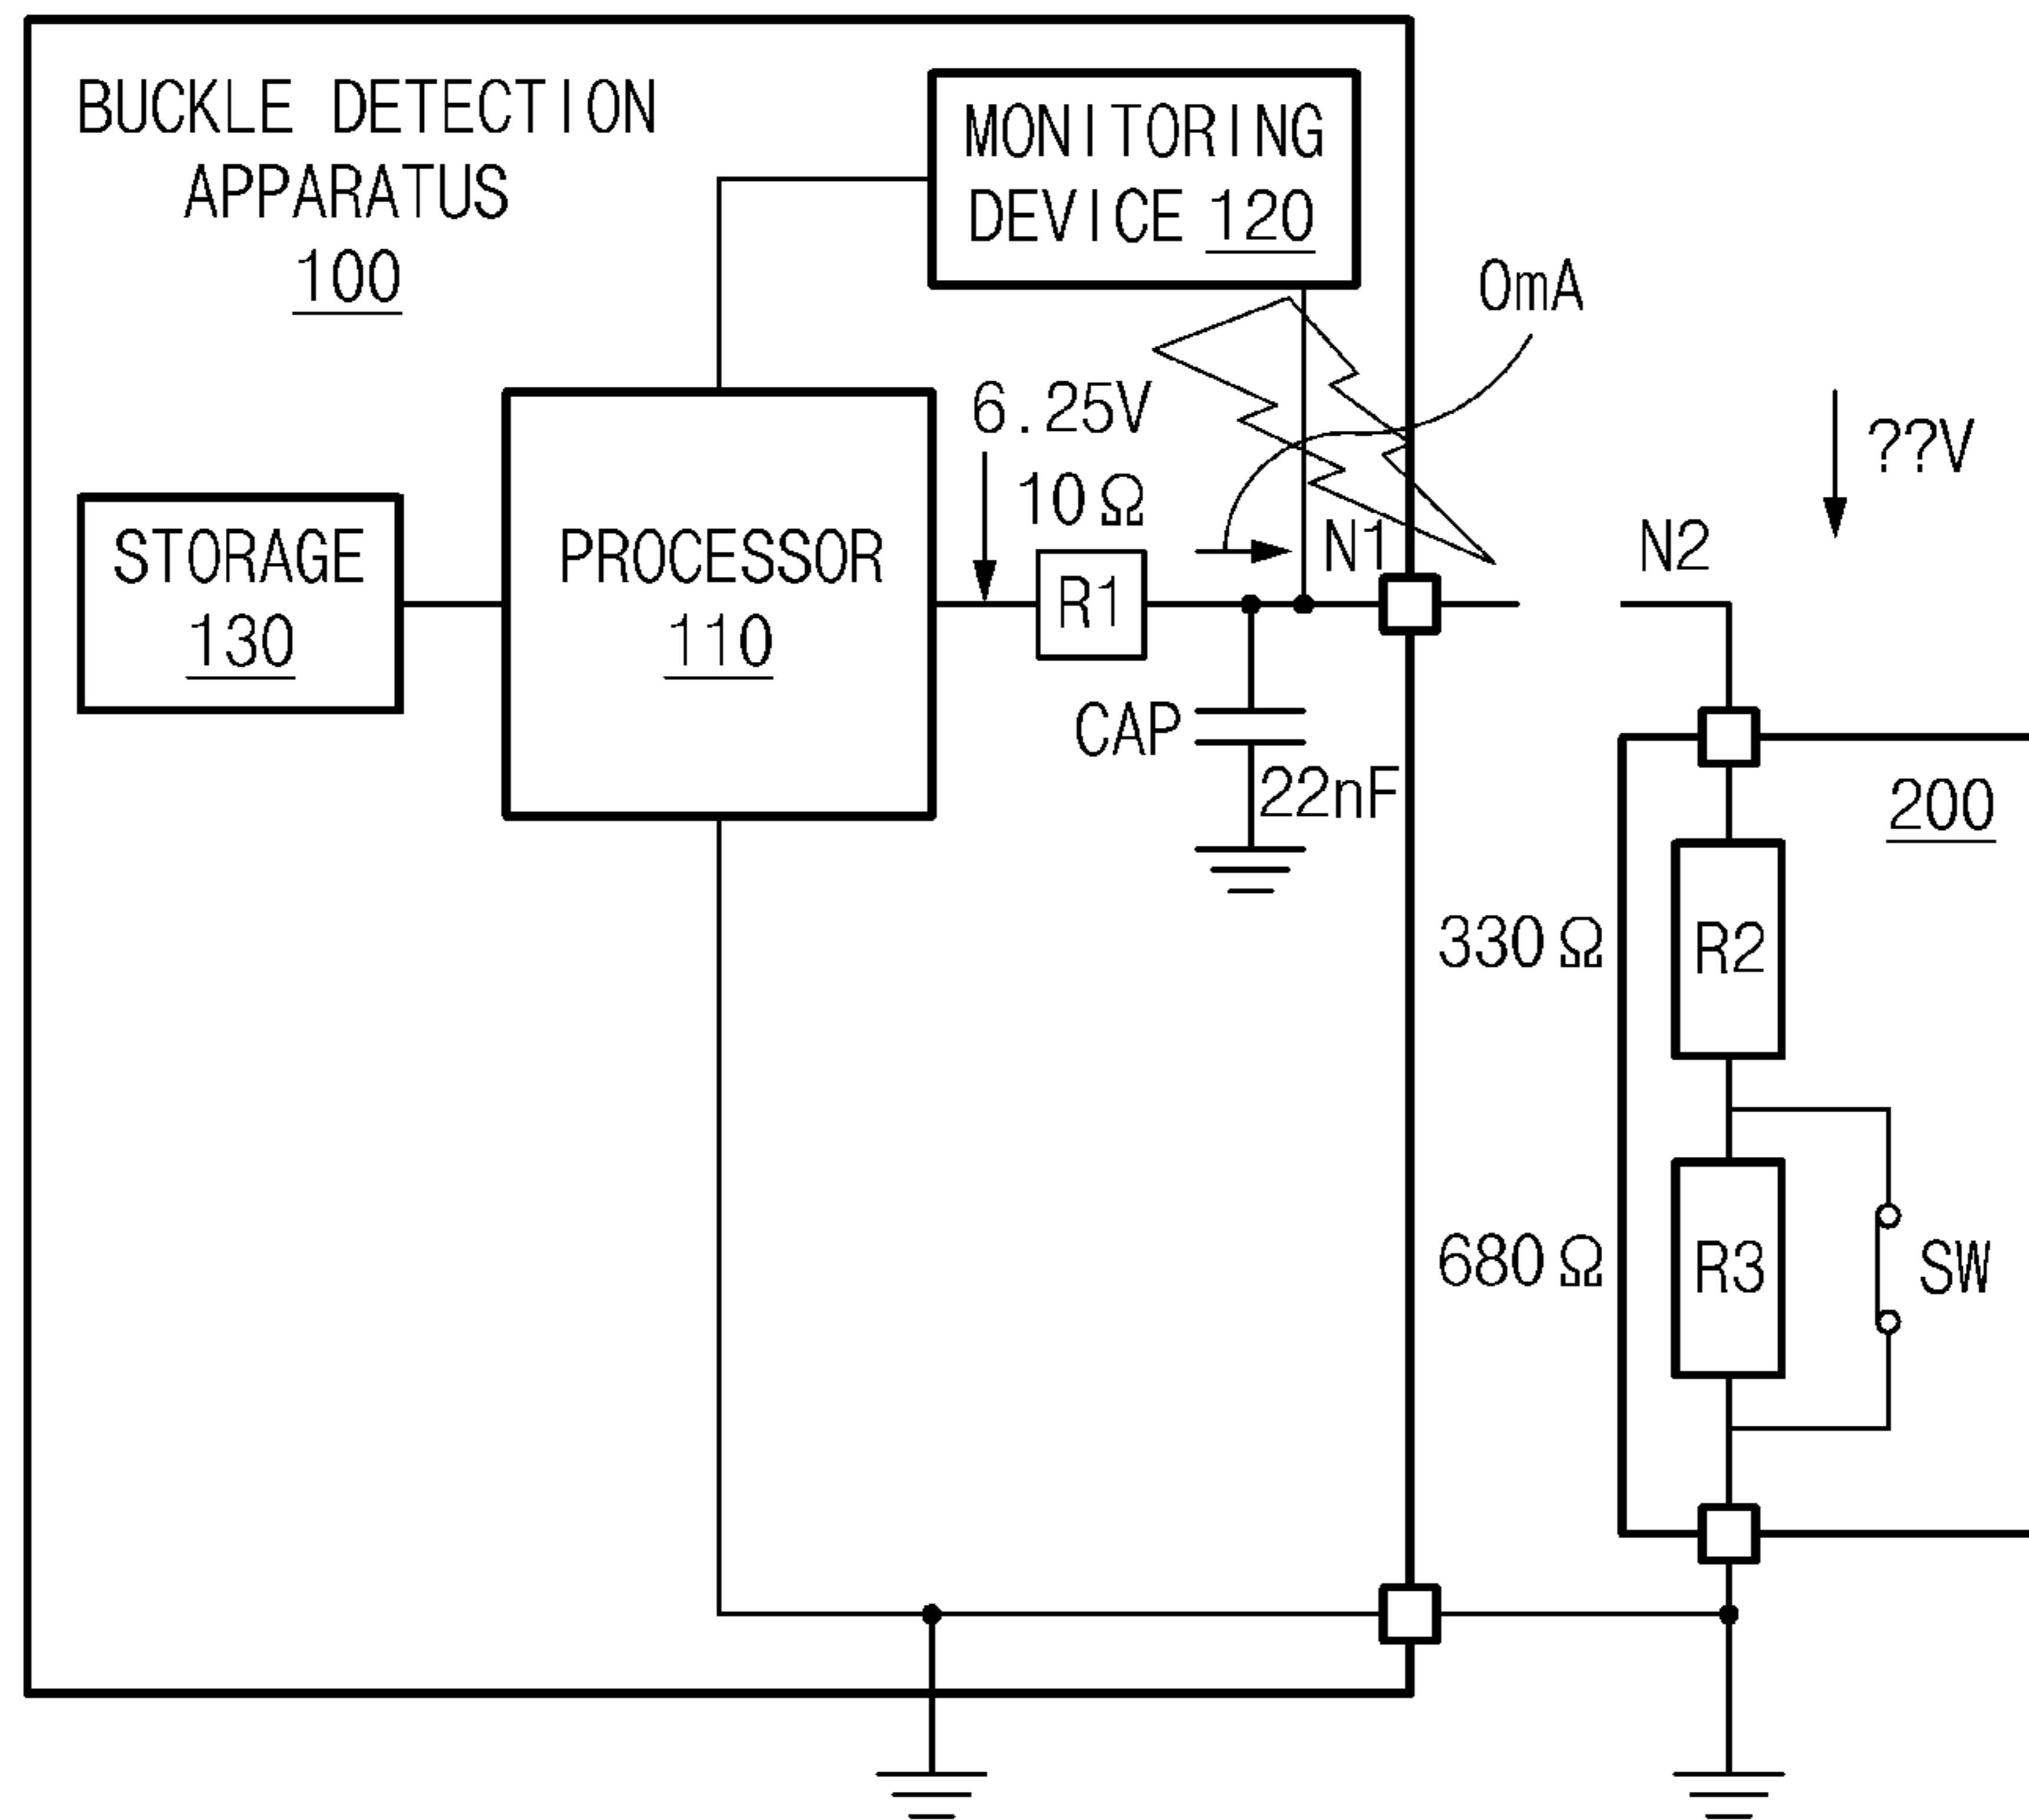 BUCKLE DETECTION
APPARATUS
100
MONITORING
DEVICE 120
0mA
6.25V
10Ω
??V
STORAGE
130
PROCESSOR
110
R1
N1
N2
CAP
22nF
200
330Ω
R2
680Ω
R3
SW